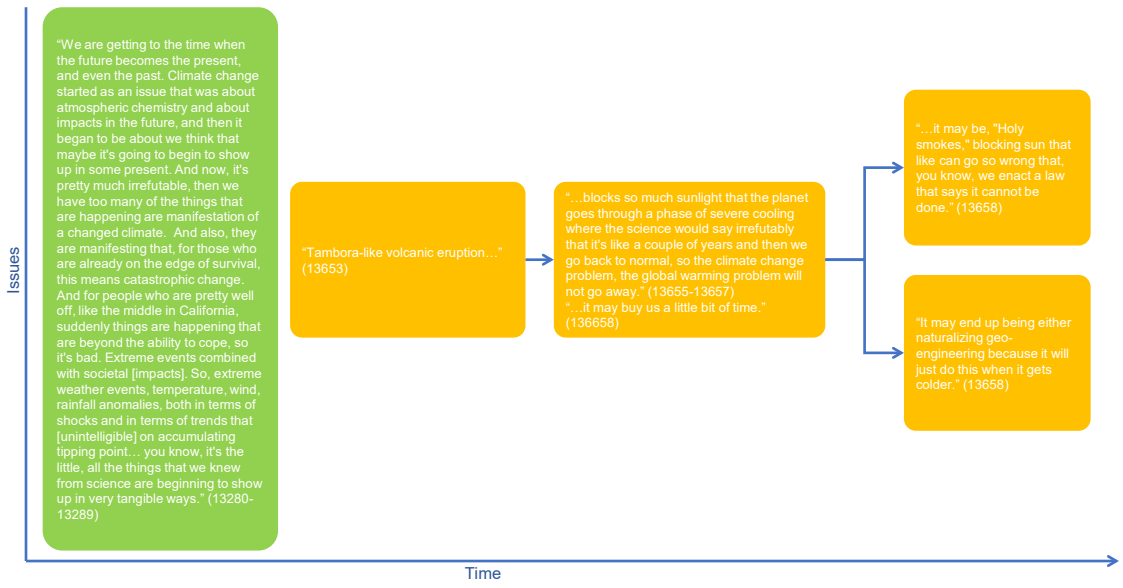 “We are getting to the time when
the future becomes the present,
and even the past. Climate change
started as an issue that was about
atmospheric chemistry and about
impacts in the future, and then it
began to be about we think that
maybe it's going to begin to show
up in some present. And now, it's
pretty much irrefutable, then we
have too many of the things that
are happening are manifestation of
a changed climate.  And also, they
are manifesting that, for those who
are already on the edge of survival,
this means catastrophic change.
And for people who are pretty well
off, like the middle in California,
suddenly things are happening that
are beyond the ability to cope, so
it's bad. Extreme events combined
with societal [impacts]. So, extreme
weather events, temperature, wind,
rainfall anomalies, both in terms of
shocks and in terms of trends that
[unintelligible] on accumulating
tipping point… you know, it's the
little, all the things that we knew
from science are beginning to show
up in very tangible ways.” (13280-
13289)
“Tambora-like volcanic eruption…”
(13653)
“…blocks so much sunlight that the planet
goes through a phase of severe cooling
where the science would say irrefutably
that it's like a couple of years and then we
go back to normal, so the climate change
problem, the global warming problem will
not go away.” (13655-13657)
“…it may buy us a little bit of time.”
(136658)
“…it may be, "Holy
smokes," blocking sun that
like can go so wrong that,
you know, we enact a law
that says it cannot be
done.” (13658)
“It may end up being either
naturalizing geo-
engineering because it will
just do this when it gets
colder.” (13658)
Issues
Time